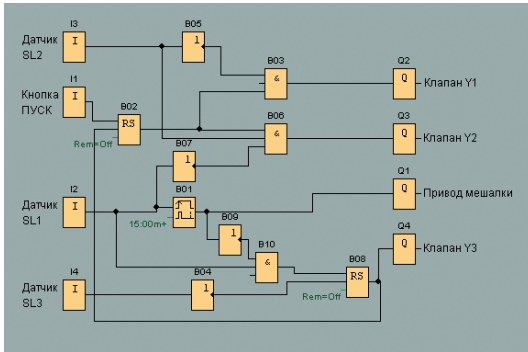 I3
Датчик
SL2
I
B05
1
B03
&
Q2
Q
Клапан Y1
I1
Кнопка
ПУСК
I
B02
RS
Rem=Off
B06
&
Q3
Q
Клапан Y2
B07
1
I2
Датчик
SL1
I
B01
15:00m+
Q1
Q
Привод мешалки
B09
1
B10
&
Q4
Q
Клапан Y3
I4
Датчик
SL3
I
B04
1
B08
RS
Rem=Off